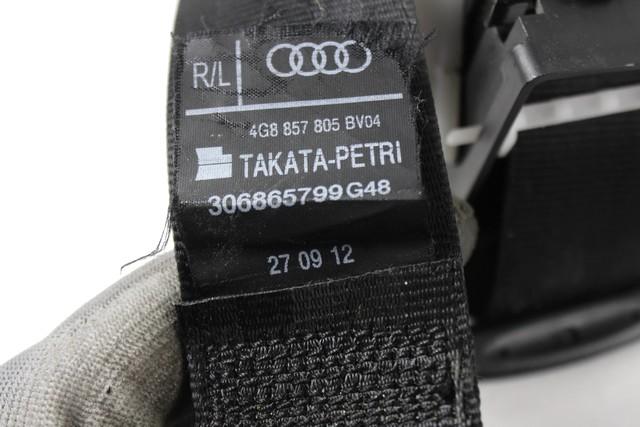 R/L
4G8 857 805 BV04
TAKATA-PETRI
306865799G48
27 09 12